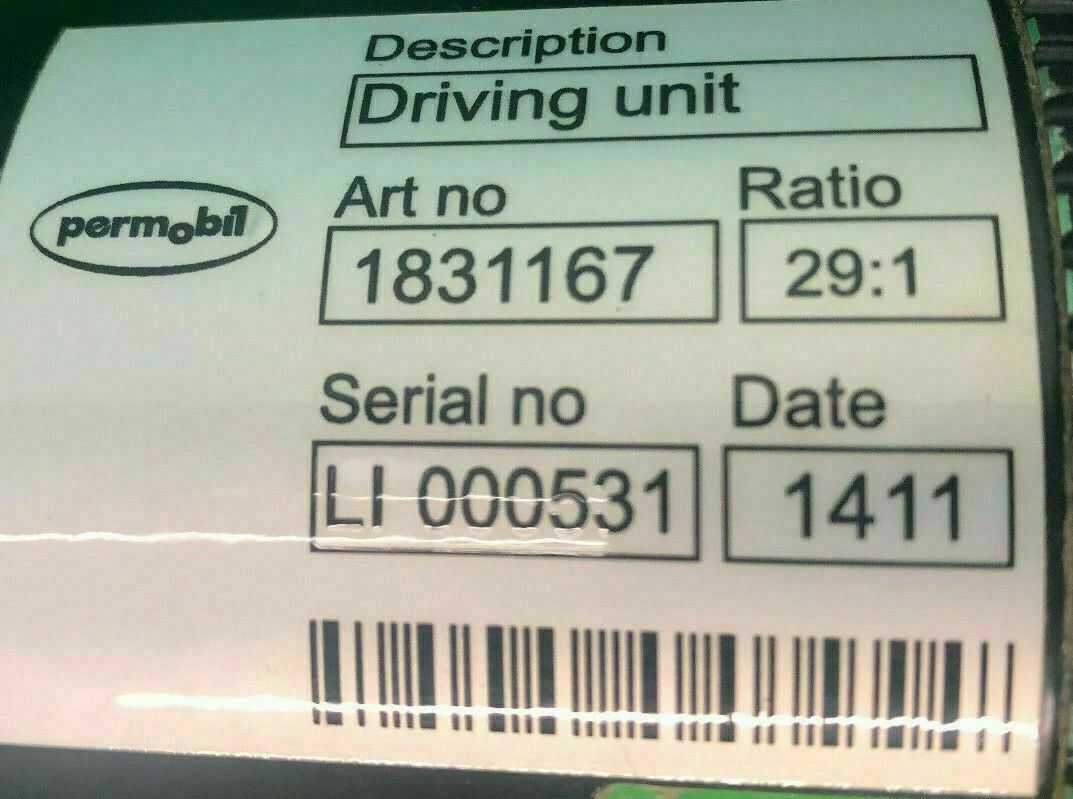 Description
Driving unit
permobil
Art no
Ratio
1831167
29:1
Serial no
Date
LI 000531
1411